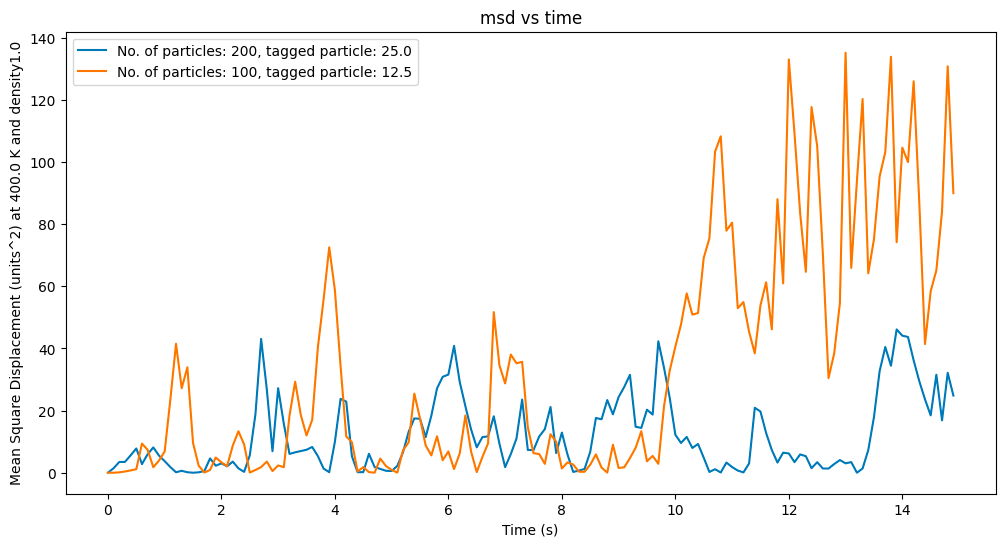 msd vs time
Mean Square Displacement (units^2) at 400.0 K and density1.0
No. of particles: 200, tagged particle: 25.0
No. of particles: 100, tagged particle: 12.5
140
120
100
80
60
40
20
0
0 2 4 6 8 10 12 14
Time (s)